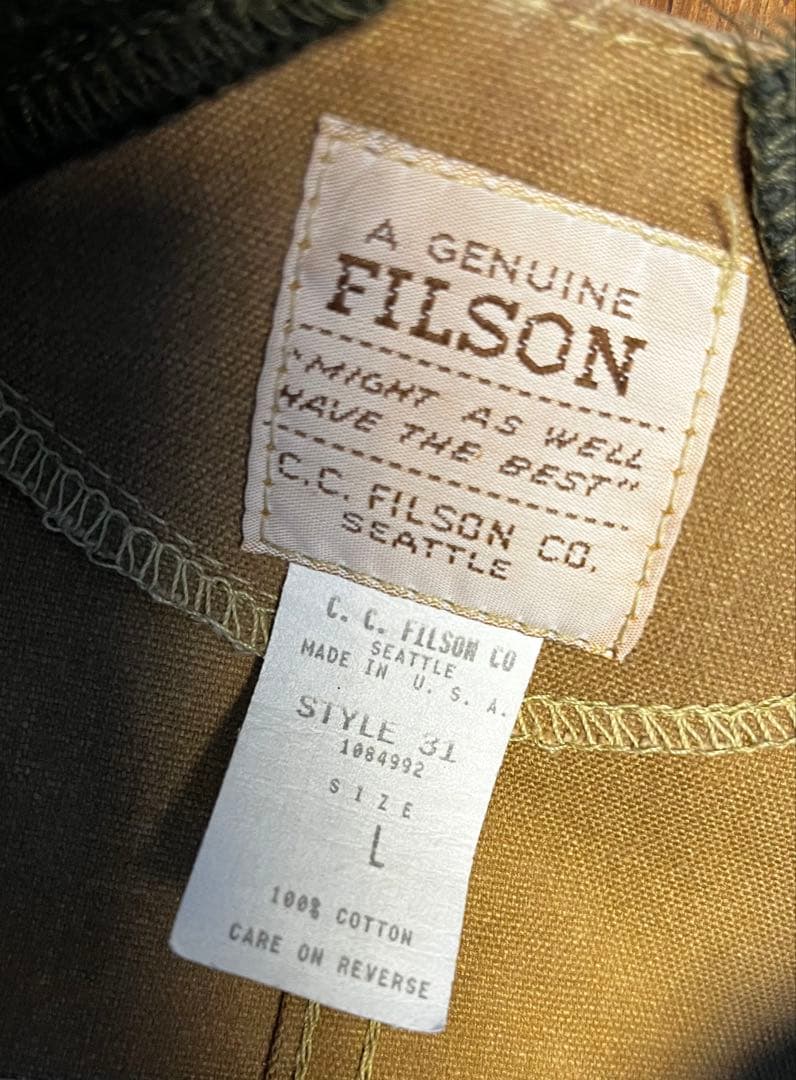 A GENUINE
FILSON
"MIGHT AS WELL
HAVE THE BEST"
C.C. FILSON CO.
SEATTLE
C. C. FILSON CO
SEATTLE
MADE IN U. S. A.
STYLE 31
1084992
SIZE
L
100% COTTON
CARE ON REVERSE